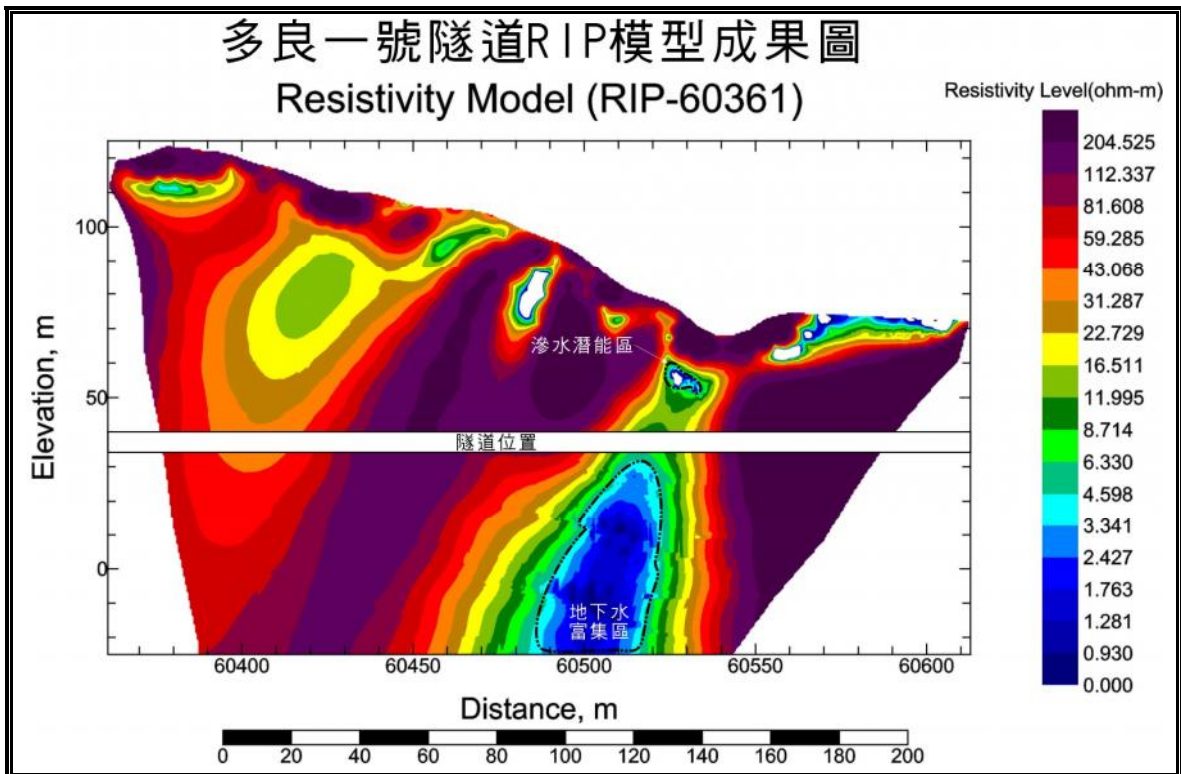 多良一號隧道RIP模型成果圖
Resistivity Model (RIP-60361)
Resistivity Level(ohm-m)
204.525
112.337
81.608
59.285
43.068
31.287
22.729
16.511
11.995
8.714
6.330
4.598
3.341
2.427
1.763
1.281
0.930
0.000
Elevation, m
100
50
0
滲水潛能區
隧道位置
地下水
富集區
60400 60450 60500 60550 60600
Distance, m
0 20 40 60 80 100 120 140 160 180 200